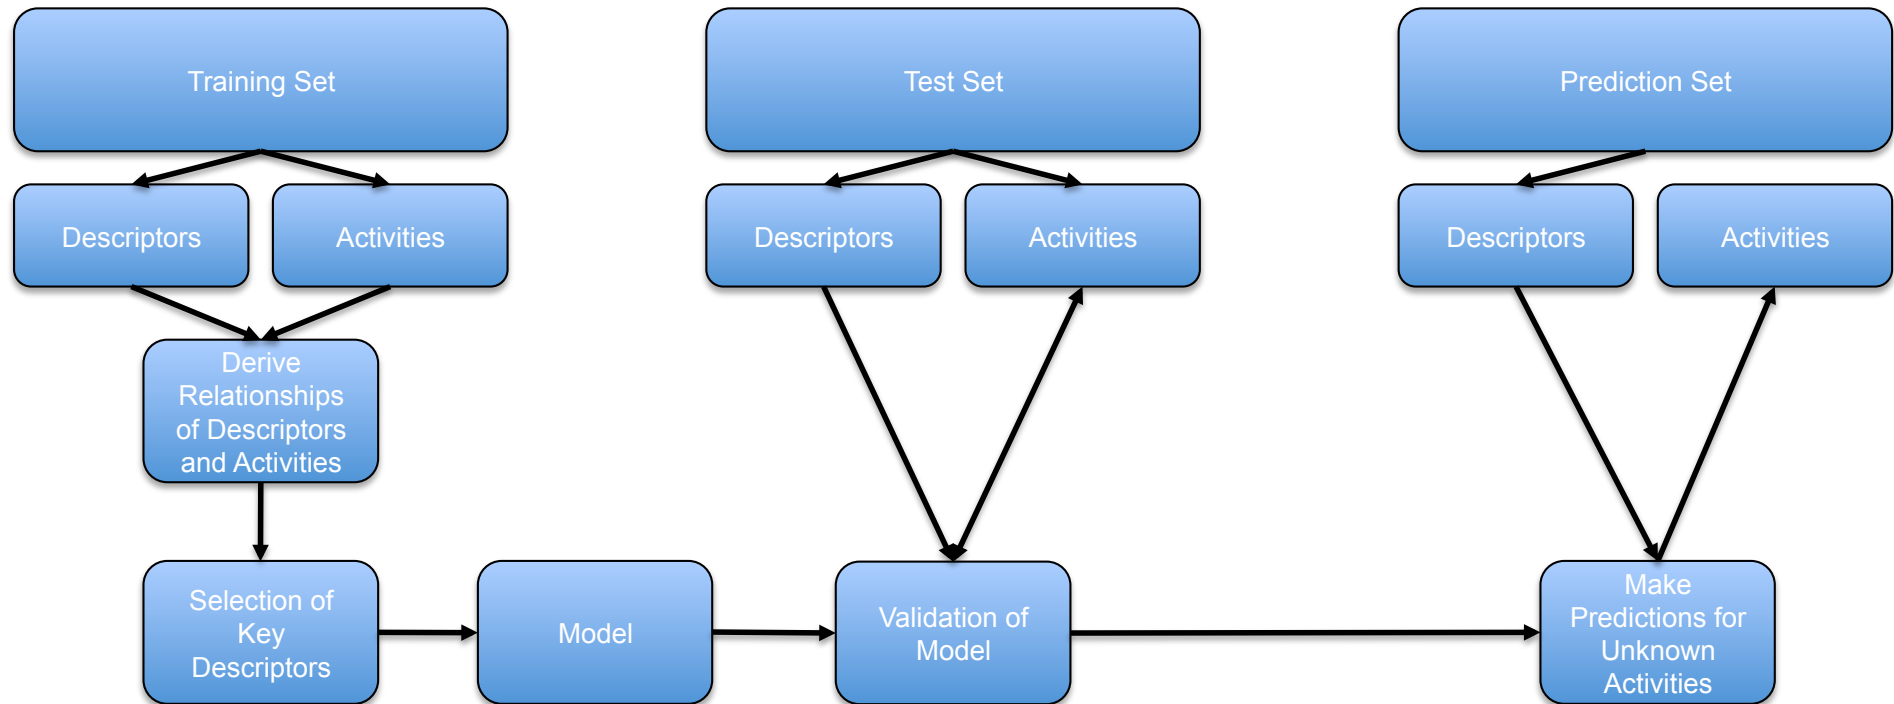 Training Set
Test Set
Prediction Set
Descriptors
Activities
Descriptors
Activities
Descriptors
Activities
Derive
Relationships
of Descriptors
and Activities
Selection of
Key
Descriptors
Model
Validation of
Model
Make
Predictions for
Unknown
Activities